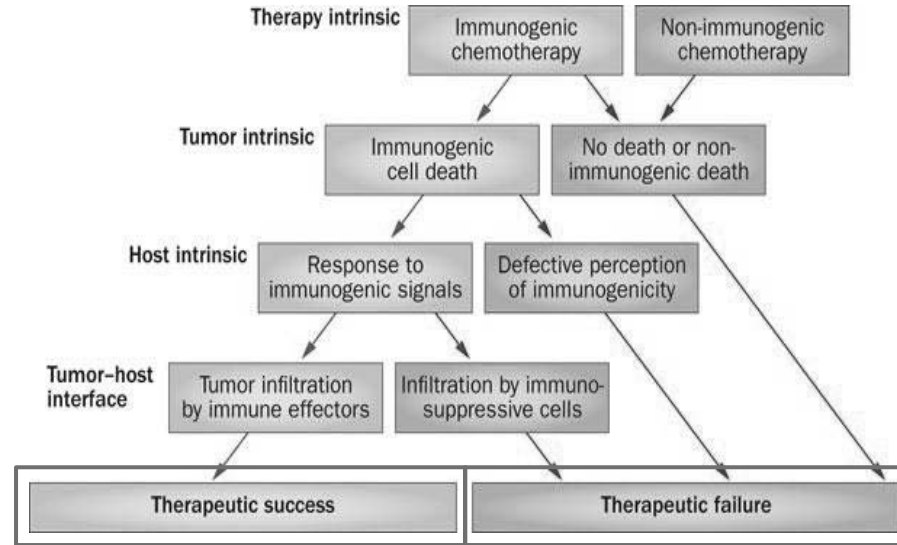 Therapy intrinsic
Immunogenic
chemotherapy
Non-immunogenic
chemotherapy
Tumor intrinsic
Immunogenic
cell death
No death or non-
immunogenic death
Host intrinsic
Response to
immunogenic signals
Defective perception
of immunogenicity
Tumor–host
interface
Tumor infiltration
by immune effectors
Infiltration by immuno-
suppressive cells
Therapeutic success
Therapeutic failure